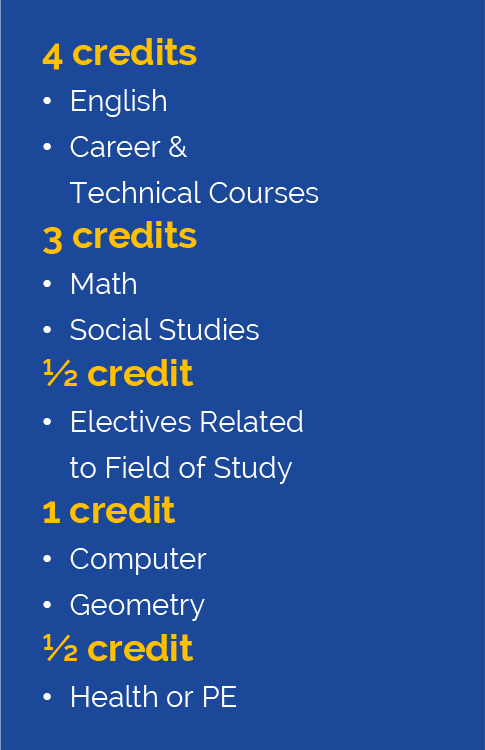 4 credits
• English
• Career &
Technical Courses
3 credits
• Math
• Social Studies
½ credit
• Electives Related
to Field of Study
1 credit
• Computer
• Geometry
½ credit
• Health or PE